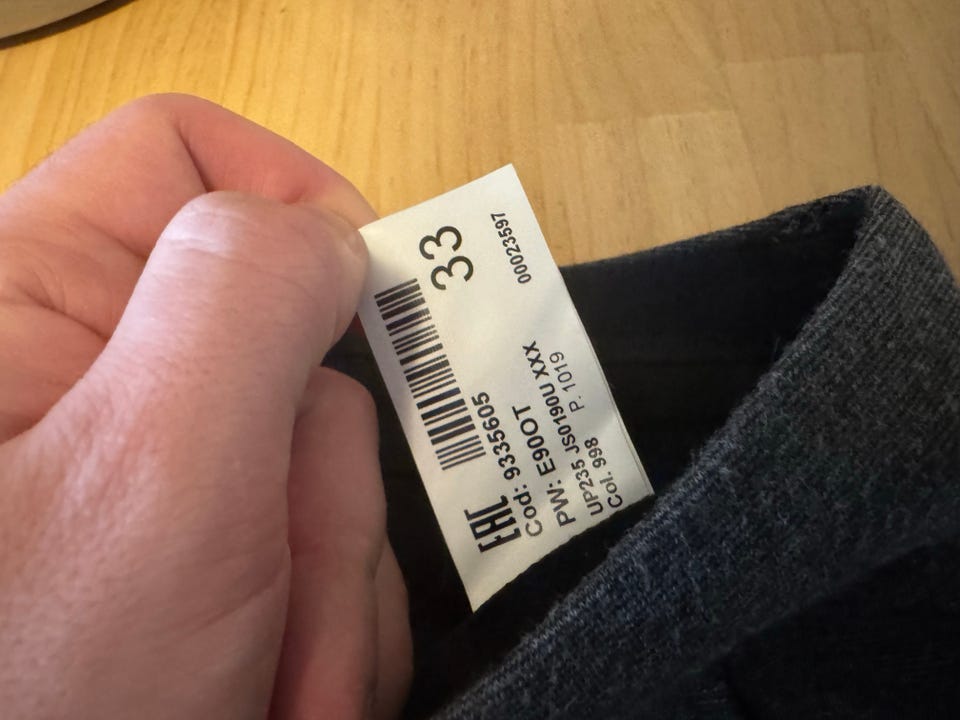 33
00023597
EAC
Cod: 9335605
PW: E90OT
UP235 JS0190U XXX
Col. 998 P. 1019